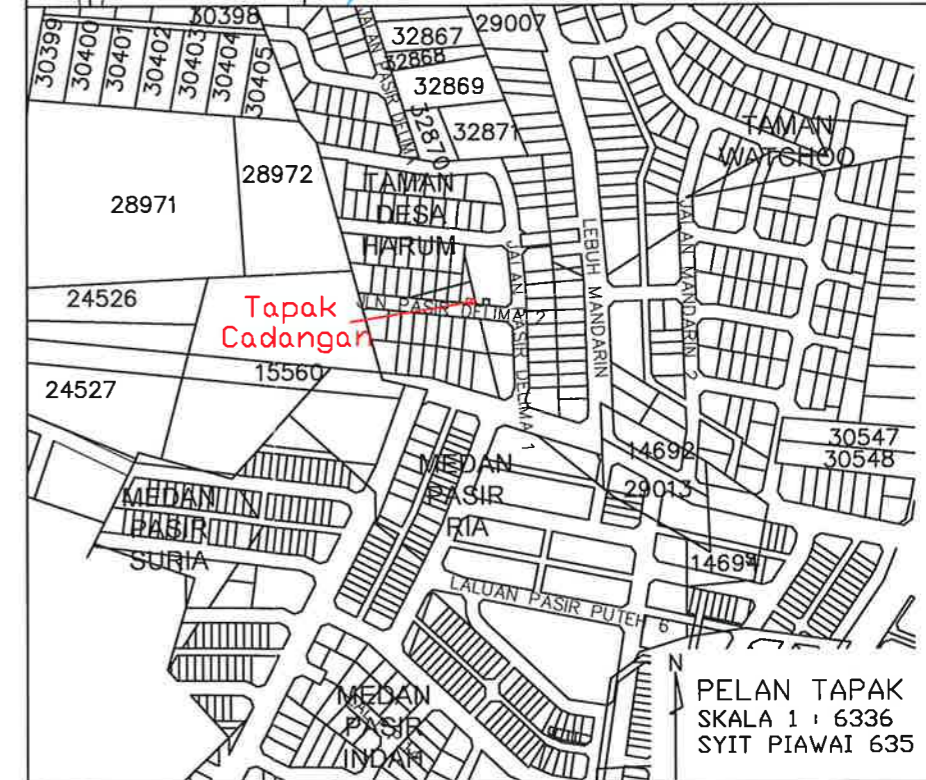 30398
30399
30400
30401
30402
30403
30404
30405
JALAN PASIR DELIMA
32867
29007
32868
32869
32870
32871
TAMAN
WATCHOO
28971
28972
TAMAN
DESA
HARUM
LEBUH MANDARIN
JALAN MANDARIN 2
24526
Tapak
Cadangan
JLN PASIR DELIMA 2
JALAN PASIR DELIMA 1
15560
24527
30547
30548
14692
29013
14694
MEDAN
PASIR
SURIA
MEDAN
PASIR
RIA
LALUAN PASIR PUTEH 6
MEDAN
PASIR
INDAH
N
PELAN TAPAK
SKALA 1 : 6336
SYIT PIAWAI 635